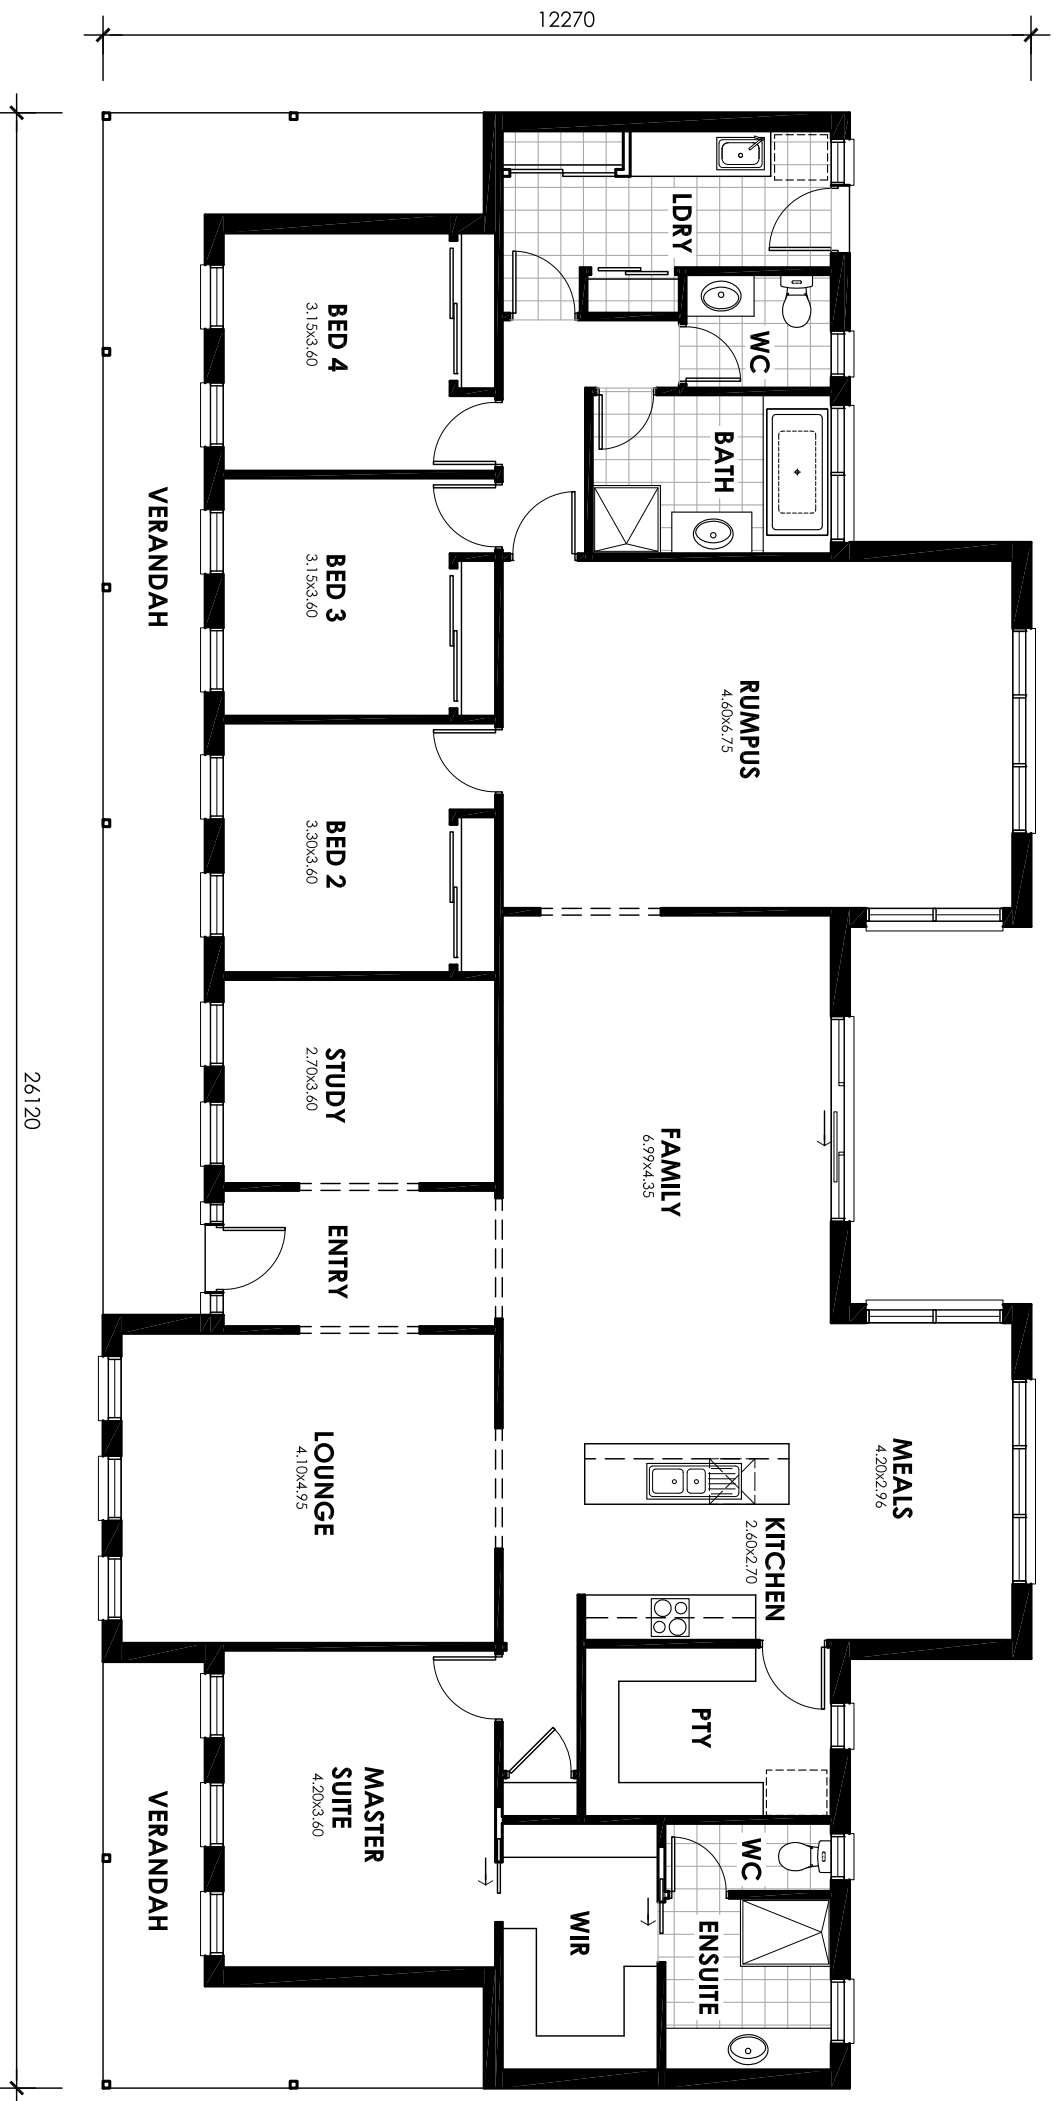 12270
26120
LDRY
WC
BATH
BED 4
3.15x3.60
VERANDAH
BED 3
3.15x3.60
RUMPUS
4.60x6.75
BED 2
3.30x3.60
STUDY
2.70x3.60
FAMILY
6.99x4.35
ENTRY
LOUNGE
4.10x4.95
MEALS
4.20x2.96
KITCHEN
2.60x2.70
PTY
MASTER
SUITE
4.20x3.60
VERANDAH
WC
WIR
ENSUITE